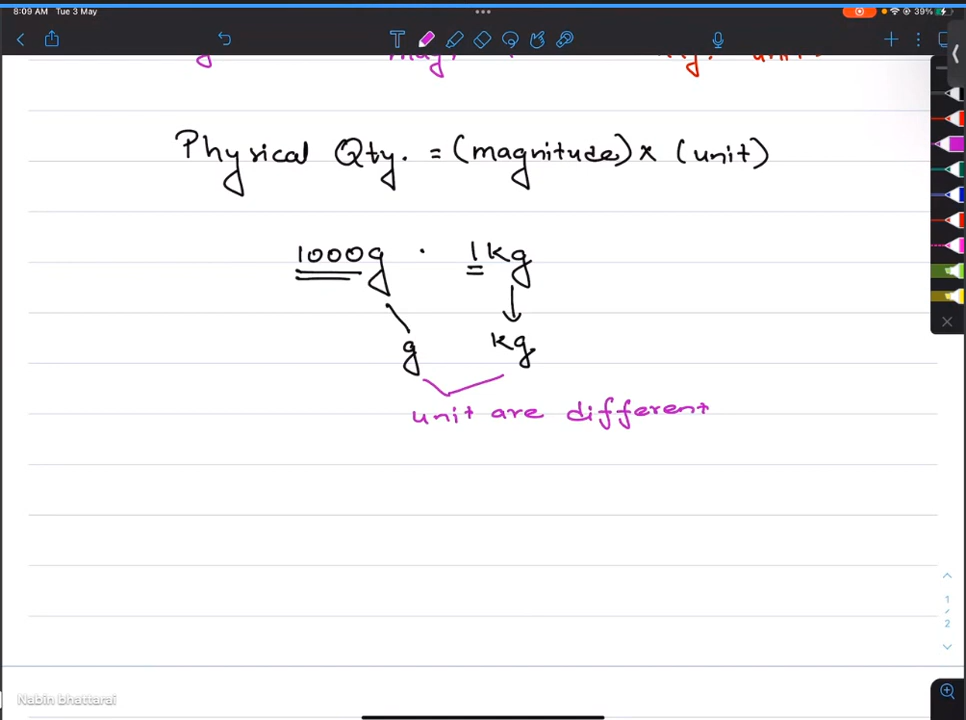 8:09 AM Tue 3 May
39%
Physical Qty. = (magnitude) × (unit)
1000g . 1kg
g kg
unit are different
1
2
Nabin bhattarai